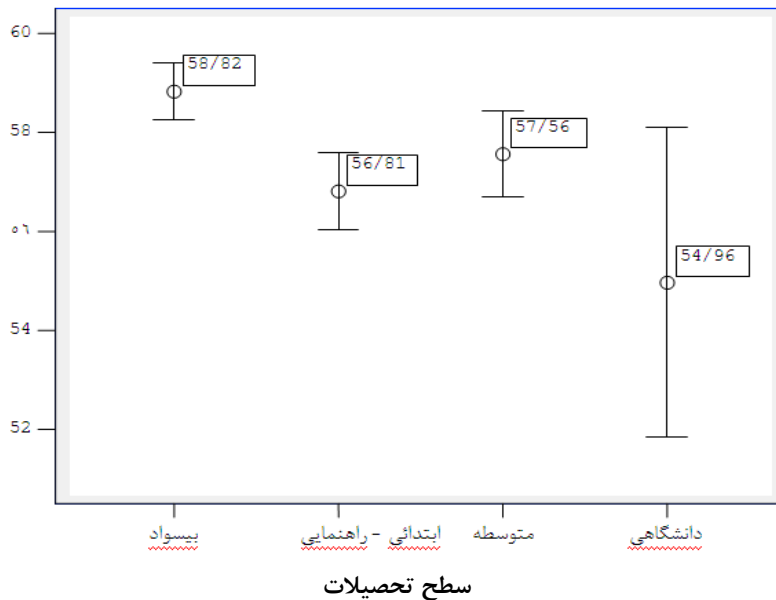 60
58/82
58
57/56
56/81
۵٦
54/96
54
52
بیسواد
ابتدائی - راهنمایی
متوسطه
دانشگاهی
سطح تحصیلات